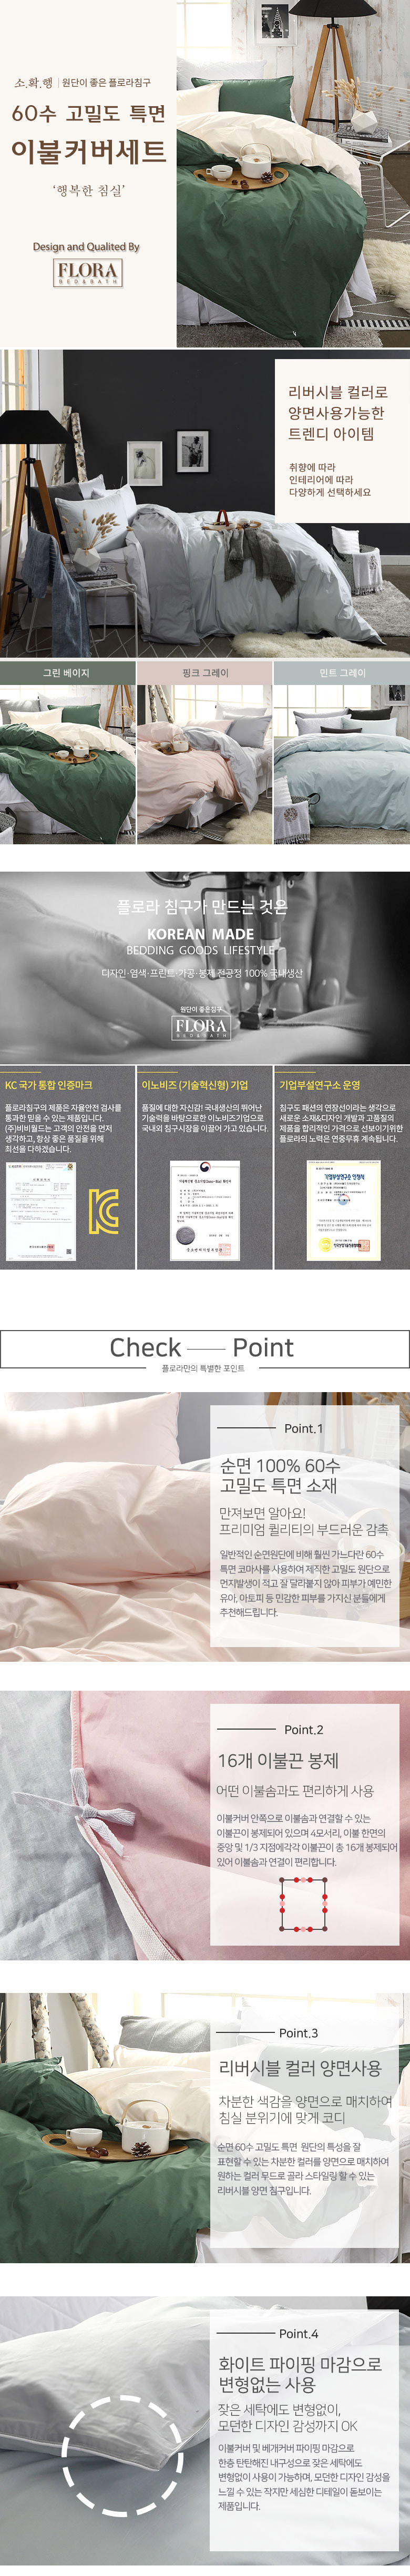 소.확.행 | 원단이 좋은 플로라침구
60수 고밀도 특면
이불커버세트
'행복한 침실'
Design and Qualited By
FLORA
BED&BATH
리버시블 컬러로
양면사용가능한
트렌디 아이템
취향에 따라
인테리어에 따라
다양하게 선택하세요
그린 베이지
핑크 그레이
민트 그레이
플로라 침구가 만드는 것은
KOREAN MADE
BEDDING GOODS LIFESTYLE
디자인·염색·프린트·가공·봉제 전공정 100% 국내생산
원단이 좋은침구
FLORA
BED&BATH
KC 국가 통합 인증마크
플로라침구의 제품은 자율안전 검사를
통과한 믿을 수 있는 제품입니다.
(주)비비월드는 고객의 안전을 먼저
생각하고, 항상 좋은 품질을 위해
최선을 다하겠습니다.
이노비즈 (기술혁신형) 기업
품질에 대한 자신감! 국내생산의 뛰어난
기술력을 바탕으로한 이노비즈기업으로
국내외 침구시장을 이끌어 가고 있습니다.
기업부설연구소 운영
침구도 패션의 연장선이라는 생각으로
새로운 소재&디자인 개발과 고품질의
제품을 합리적인 가격으로 선보이기위한
플로라의 노력은 연중무휴 계속됩니다.
기업부설연구소 인정서
Check Point
플로라만의 특별한 포인트
Point.1
순면 100% 60수
고밀도 특면 소재
만져보면 알아요!
프리미엄 퀄리티의 부드러운 감촉
일반적인 순면원단에 비해 훨씬 가느다란 60수
특면 코마사를 사용하여 제작한 고밀도 원단으로
먼지발생이 적고 잘 달라붙지 않아 피부가 예민한
유아, 아토피 등 민감한 피부를 가지신 분들에게
추천해드립니다.
Point.2
16개 이불끈 봉제
어떤 이불솜과도 편리하게 사용
이불커버 안쪽으로 이불솜과 연결할 수 있는
이불끈이 봉제되어 있으며 4모서리, 이불 한면의
중앙 및 1/3 지점에각각 이불끈이 총 16개 봉제되어
있어 이불솜과 연결이 편리합니다.
Point.3
리버시블 컬러 양면사용
차분한 색감을 양면으로 매치하여
침실 분위기에 맞게 코디
순면 60수 고밀도 특면 원단의 특성을 잘
표현할 수 있는 차분한 컬러를 양면으로 매치하여
원하는 컬러 무드로 골라 스타일링 할 수 있는
리버시블 양면 침구입니다.
Point.4
화이트 파이핑 마감으로
변형없는 사용
잦은 세탁에도 변형없이,
모던한 디자인 감성까지 OK
이불커버 및 베개커버 파이핑 마감으로
한층 탄탄해진 내구성으로 잦은 세탁에도
변형없이 사용이 가능하며, 모던한 디자인 감성을
느낄 수 있는 작지만 세심한 디테일이 돋보이는
제품입니다.